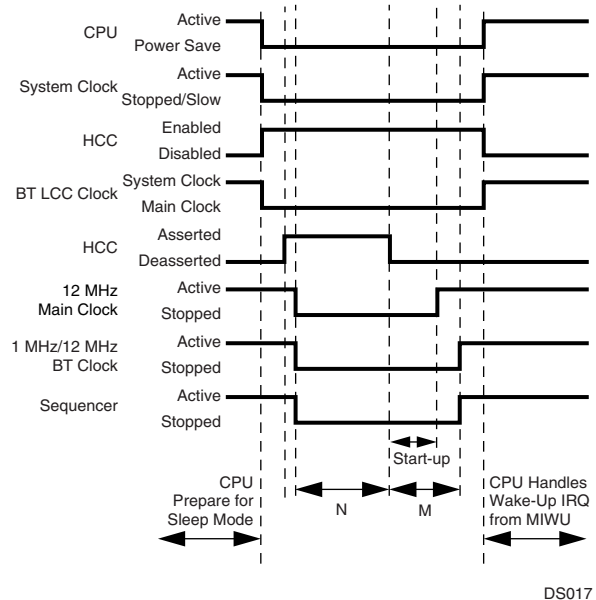 CPU
Active
Power Save
System Clock
Active
Stopped/Slow
HCC
Enabled
Disabled
BT LCC Clock
System Clock
Main Clock
HCC
Asserted
Deasserted
12 MHz
Main Clock
Active
Stopped
1 MHz/12 MHz
BT Clock
Active
Stopped
Sequencer
Active
Stopped
Start-up
CPU
Prepare for
Sleep Mode
N
M
CPU Handles
Wake-Up IRQ
from MIWU
DS017